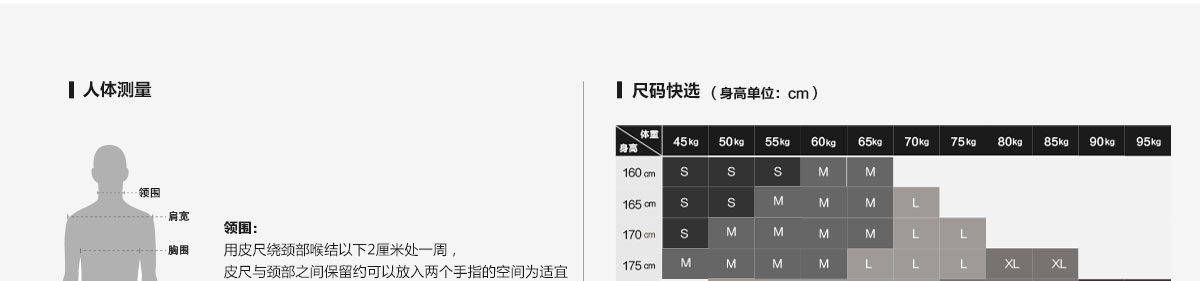 人体测量
领围
肩宽
胸围
领围:
用皮尺绕颈部喉结以下2厘米处一周，
皮尺与颈部之间保留约可以放入两个手指的空间为适宜
尺码快选（身高单位：cm）
体重 45kg 50kg 55kg 60kg 65kg 70kg 75kg 80kg 85kg 90kg 95kg
身高
160cm S S S M M
165cm S S M M M L
170cm S M M M M L L
175cm M M M M L L L XL XL